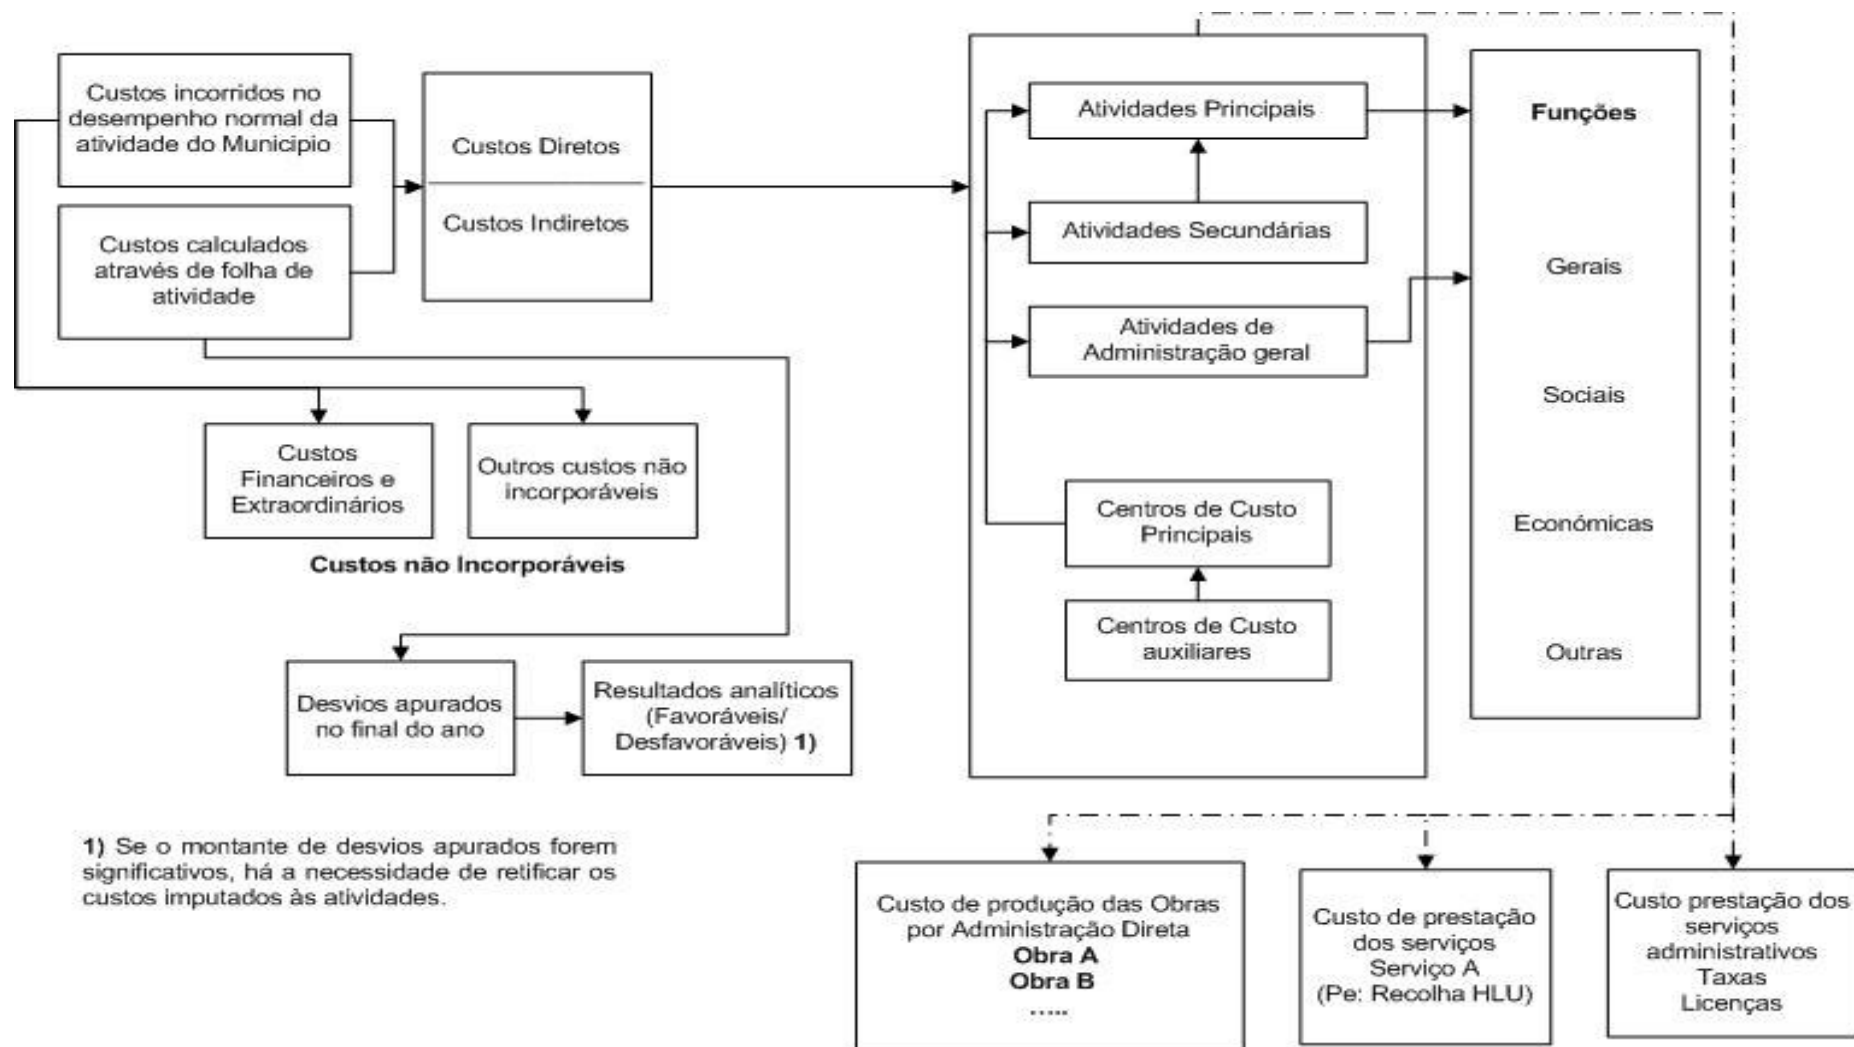 Custos incorridos no
desempenho normal da
atividade do Municipio
Custos calculados
através de folha de
atividade
Custos Diretos
Custos Indiretos
Custos
Financeiros e
Extraordinários
Outros custos não
incorporáveis
Custos não Incorporáveis
Desvios apurados
no final do ano
Resultados analíticos
(Favoráveis/
Desfavoráveis) 1)
1) Se o montante de desvios apurados forem
significativos, há a necessidade de retificar os
custos imputados às atividades.
Atividades Principais
Atividades Secundárias
Atividades de
Administração geral
Centros de Custo
Principais
Centros de Custo
auxiliares
Funções
Gerais
Sociais
Económicas
Outras
Custo de produção das Obras
por Administração Direta
Obra A
Obra B
.....
Custo de prestação
dos serviços
Serviço A
(Pe: Recolha HLU)
Custo prestação dos
serviços
administrativos
Taxas
Licenças